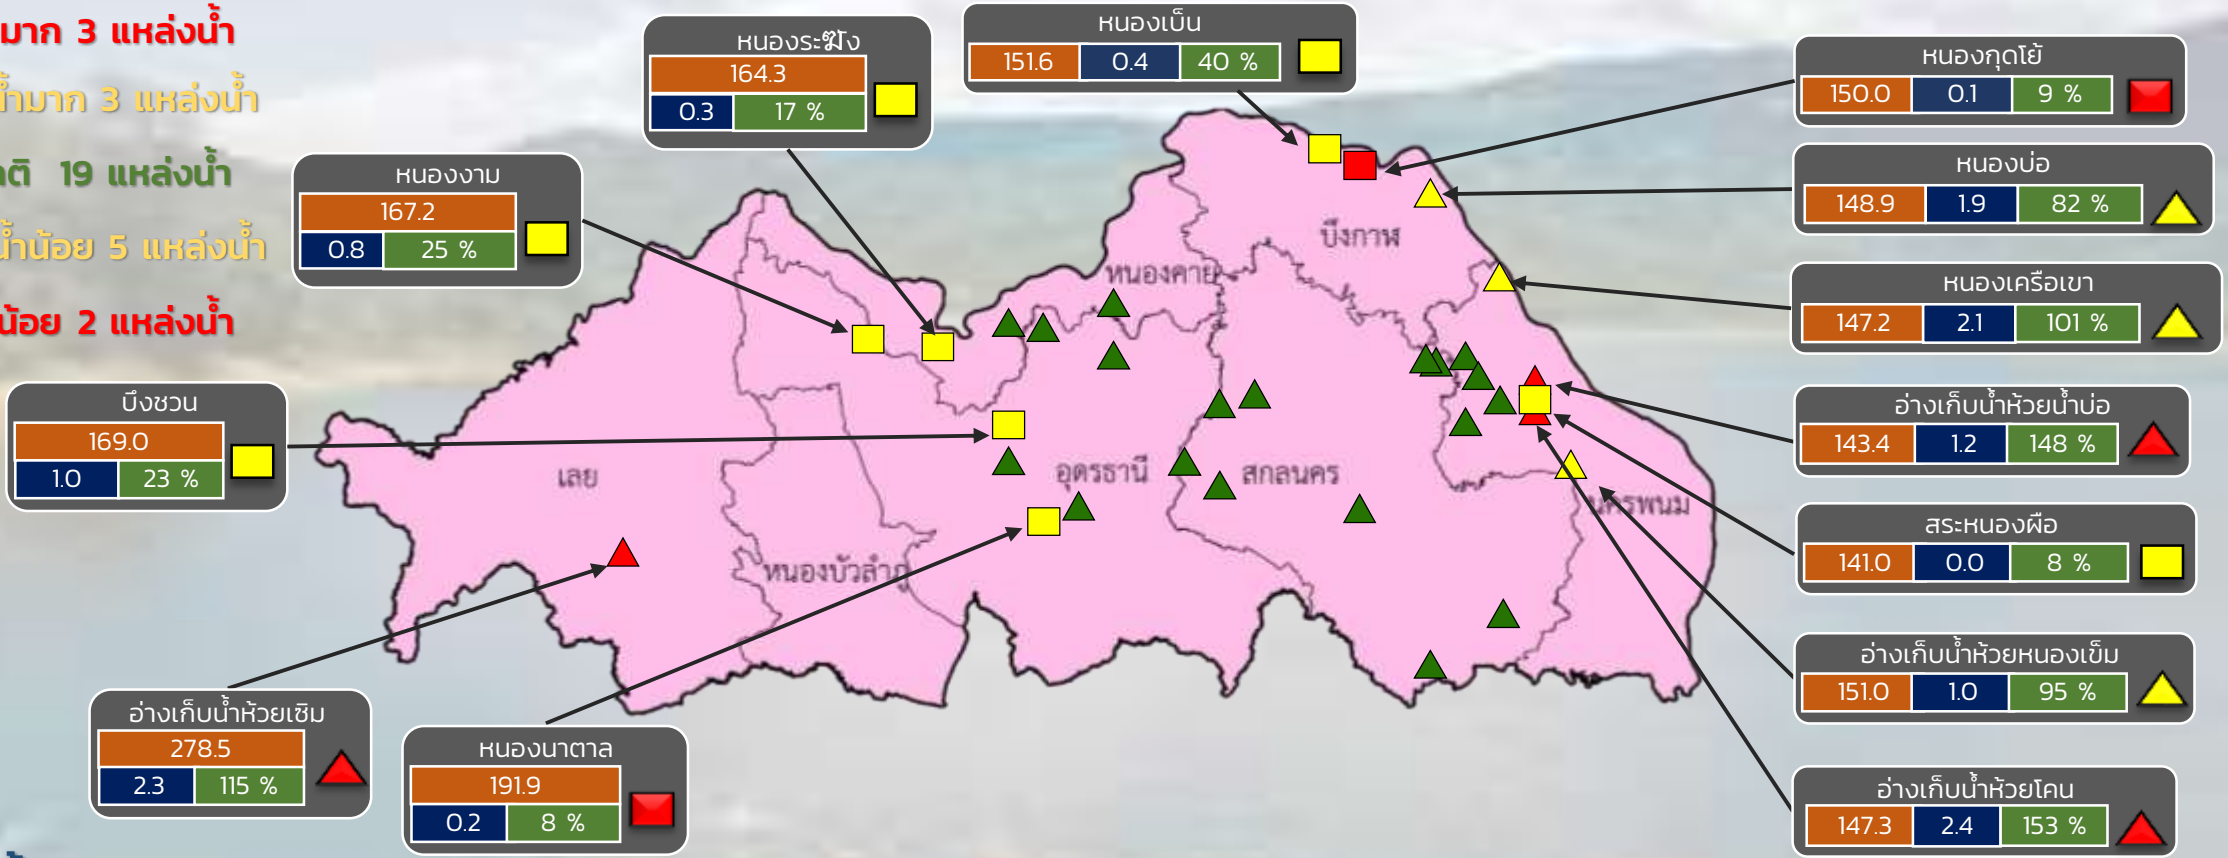 มาก 3 แหล่งน้ำ
น้ำมาก 3 แหล่งน้ำ
19 แหล่งน้ำ
น้ำน้อย 5 แหล่งน้ำ
น้อย 2 แหล่งน้ำ
หนองระฆัง
164.3
0.3 17 %
หนองเบ็น
151.6 0.4 40 %
หนองกุดโย้
150.0 0.1 9 %
หนองงาม
167.2
0.8 25 %
หนองบ่อ
148.9 1.9 82 %
หนองเครือเขา
147.2 2.1 101 %
บึงชวน
169.0
1.0 23 %
อ่างเก็บน้ำห้วยน้ำบ่อ
143.4 1.2 148 %
สระหนองผือ
141.0 0.0 8 %
อ่างเก็บน้ำห้วยหนองเข็ม
151.0 1.0 95 %
อ่างเก็บน้ำห้วยโคน
147.3 2.4 153 %
อ่างเก็บน้ำห้วยเซิม
278.5
2.3 115 %
หนองนาตาล
191.9
0.2 8 %
บึงกาฬ
หนองคาย
เลย
อุดรธานี
สกลนคร
นครพนม
หนองบัวลำภู